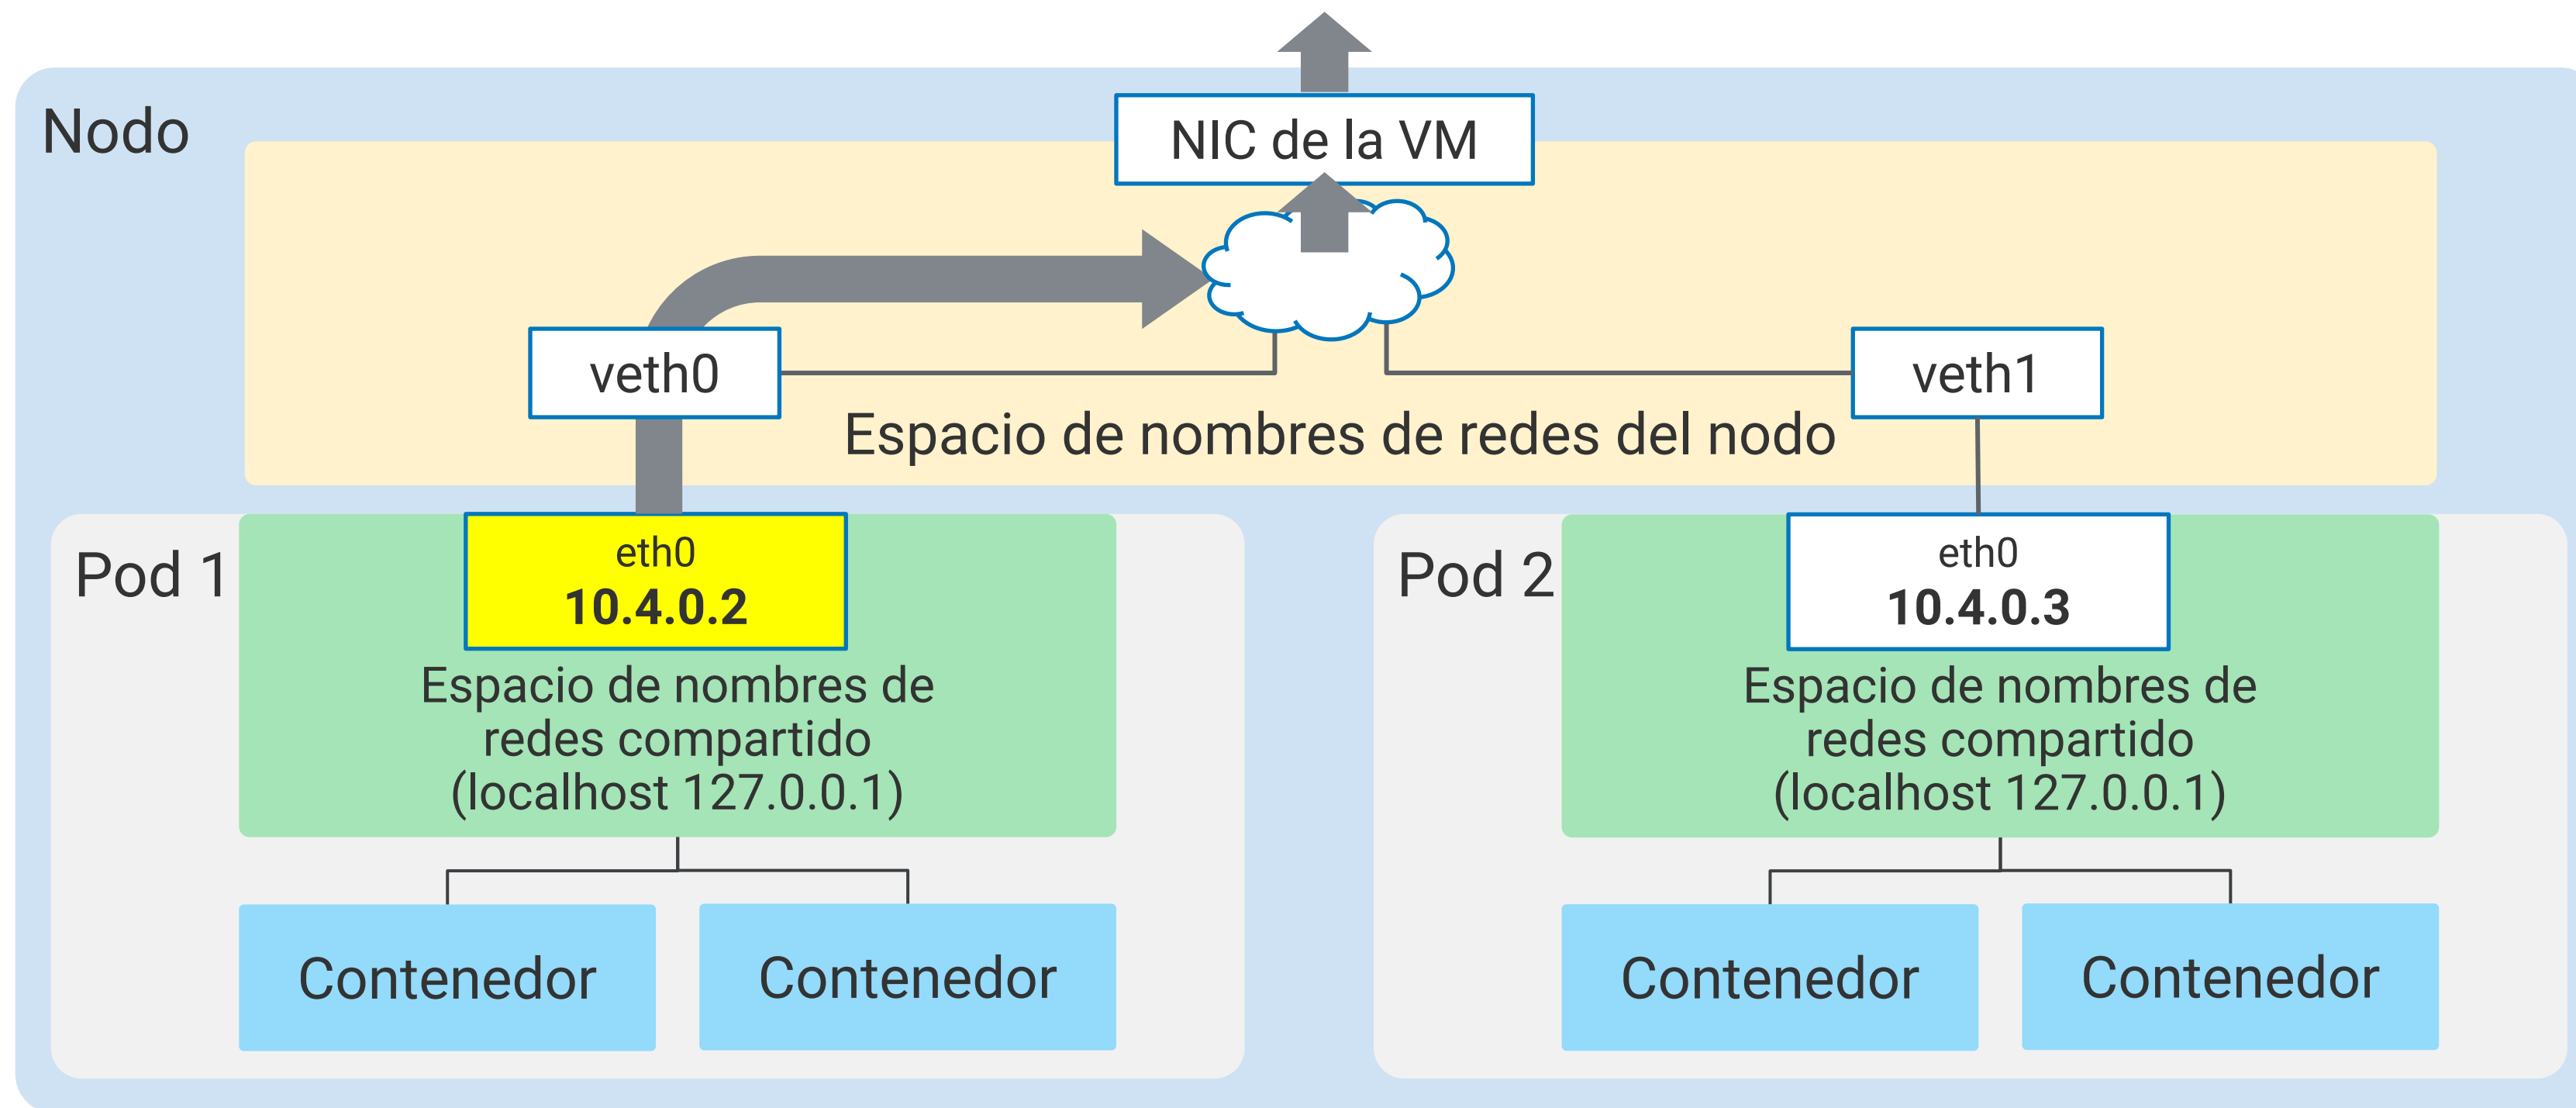 Nodo
NIC de la VM
veth0
veth1
Espacio de nombres de redes del nodo
Pod 1
eth0
10.4.0.2
Espacio de nombres de
redes compartido
(localhost 127.0.0.1)
Contenedor
Contenedor
Pod 2
eth0
10.4.0.3
Espacio de nombres de
redes compartido
(localhost 127.0.0.1)
Contenedor
Contenedor